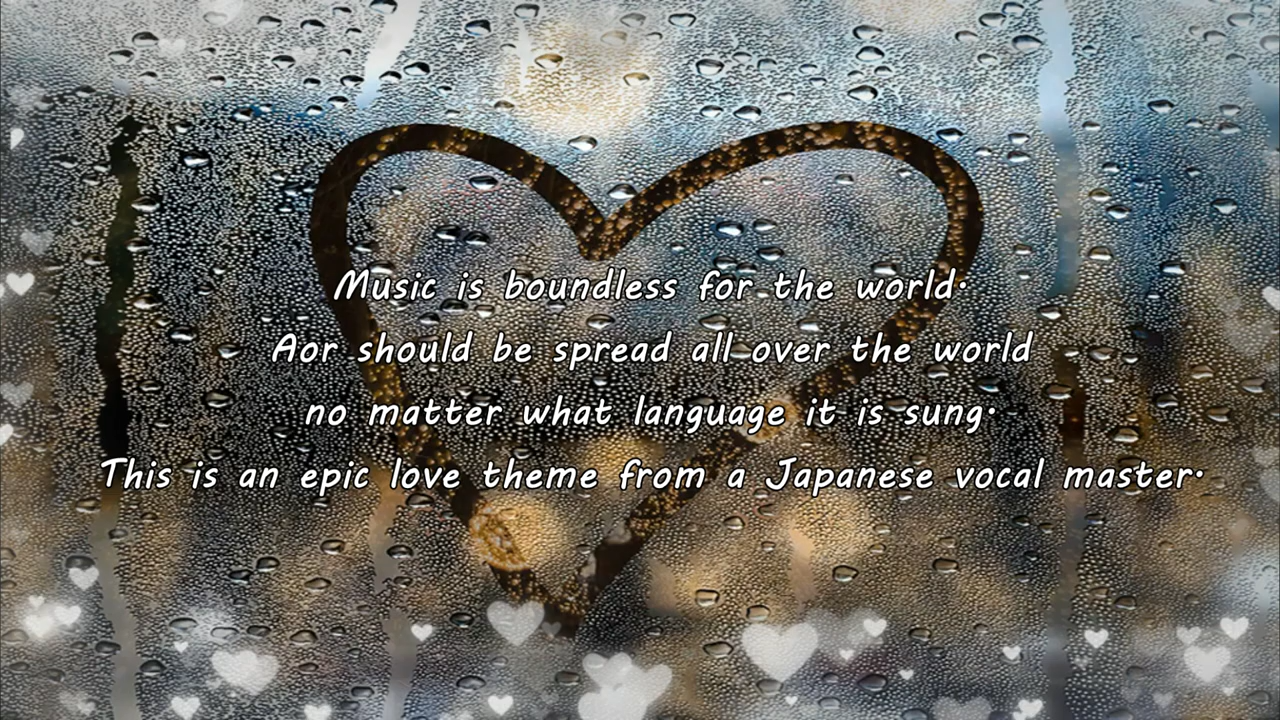 Music is boundless for the world.
Aor should be spread all over the world
no matter what language it is sung.
This is an epic love theme from a Japanese vocal master.